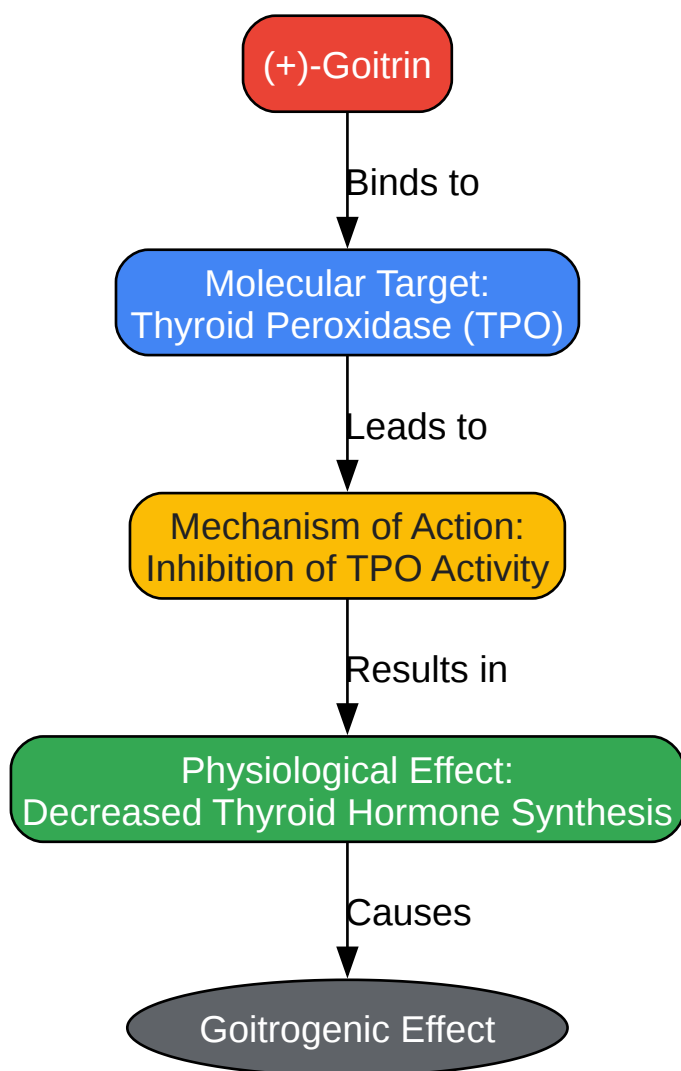 (+)-Goitrin
Binds to
Molecular Target:
Thyroid Peroxidase (TPO)
Leads to
Mechanism of Action:
Inhibition of TPO Activity
Results in
Physiological Effect:
Decreased Thyroid Hormone Synthesis
Causes
Goitrogenic Effect